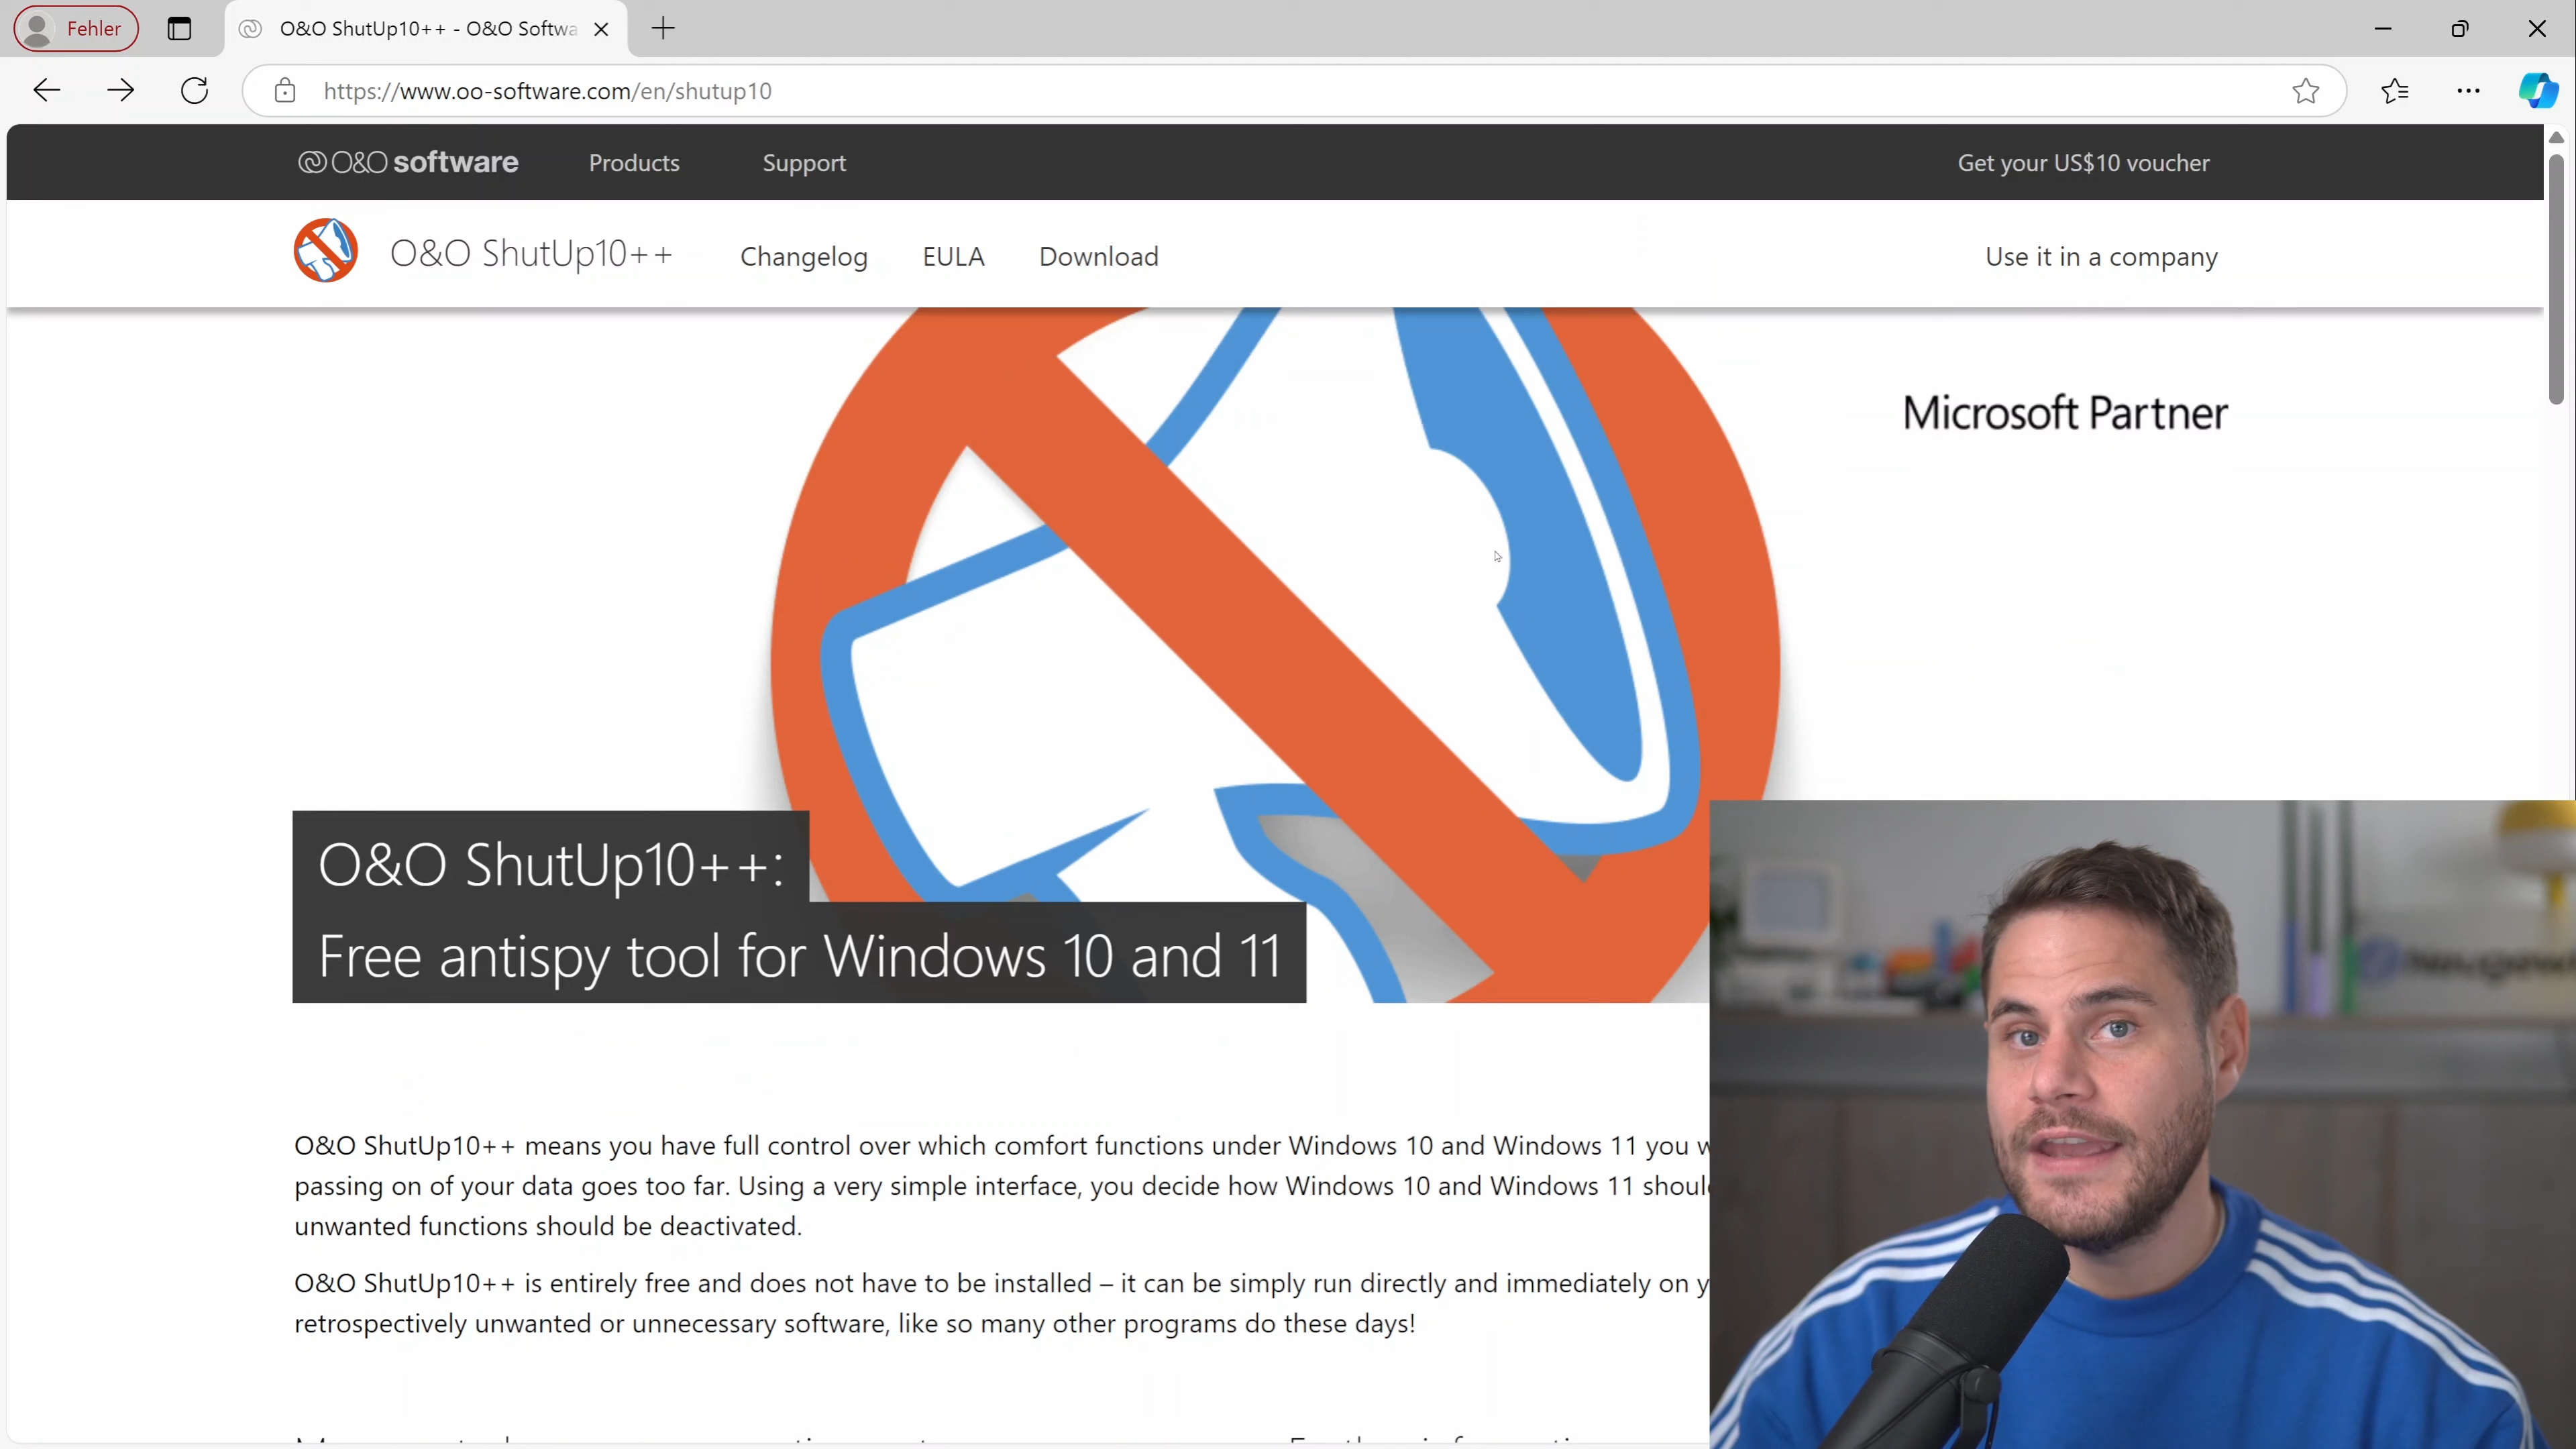 Fehler
O&O ShutUp10++ - O&O Softwa
https://www.oo-software.com/en/shutup10
O&O software
Products
Support
Get your US$10 voucher
O&O ShutUp10++
Changelog
EULA
Download
Use it in a company
Microsoft Partner
O&O ShutUp10++:
Free antispy tool for Windows 10 and 11
O&O ShutUp10++ means you have full control over which comfort functions under Windows 10 and Windows 11 you w
passing on of your data goes too far. Using a very simple interface, you decide how Windows 10 and Windows 11 shoul
unwanted functions should be deactivated.
O&O ShutUp10++ is entirely free and does not have to be installed – it can be simply run directly and immediately on y
retrospectively unwanted or unnecessary software, like so many other programs do these days!